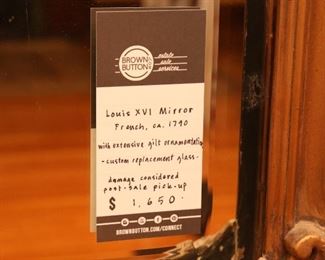 BROWN
BUTTON
estate
sale
services
Louis XVI Mirror
French, ca. 1790
with extensive gilt ornamentation
- custom replacement glass -
damage considered
post-sale pick-up
$ 1,650
BROWNBUTTON.COM/CONNECT